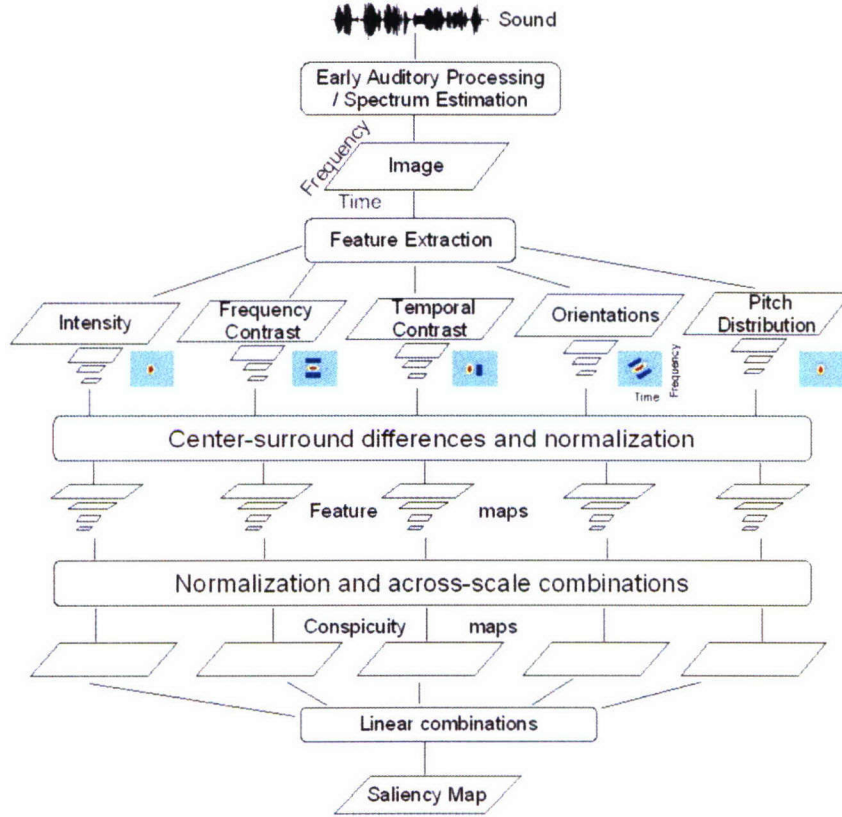 Sound
Early Auditory Processing
/ Spectrum Estimation
Frequency
Image
Time
Feature Extraction
Intensity
Frequency
Contrast
Temporal
Contrast
Orientations
Pitch
Distribution
Time
Frequency
Center-surround differences and normalization
Feature maps
Normalization and across-scale combinations
Conspicuity maps
Linear combinations
Saliency Map